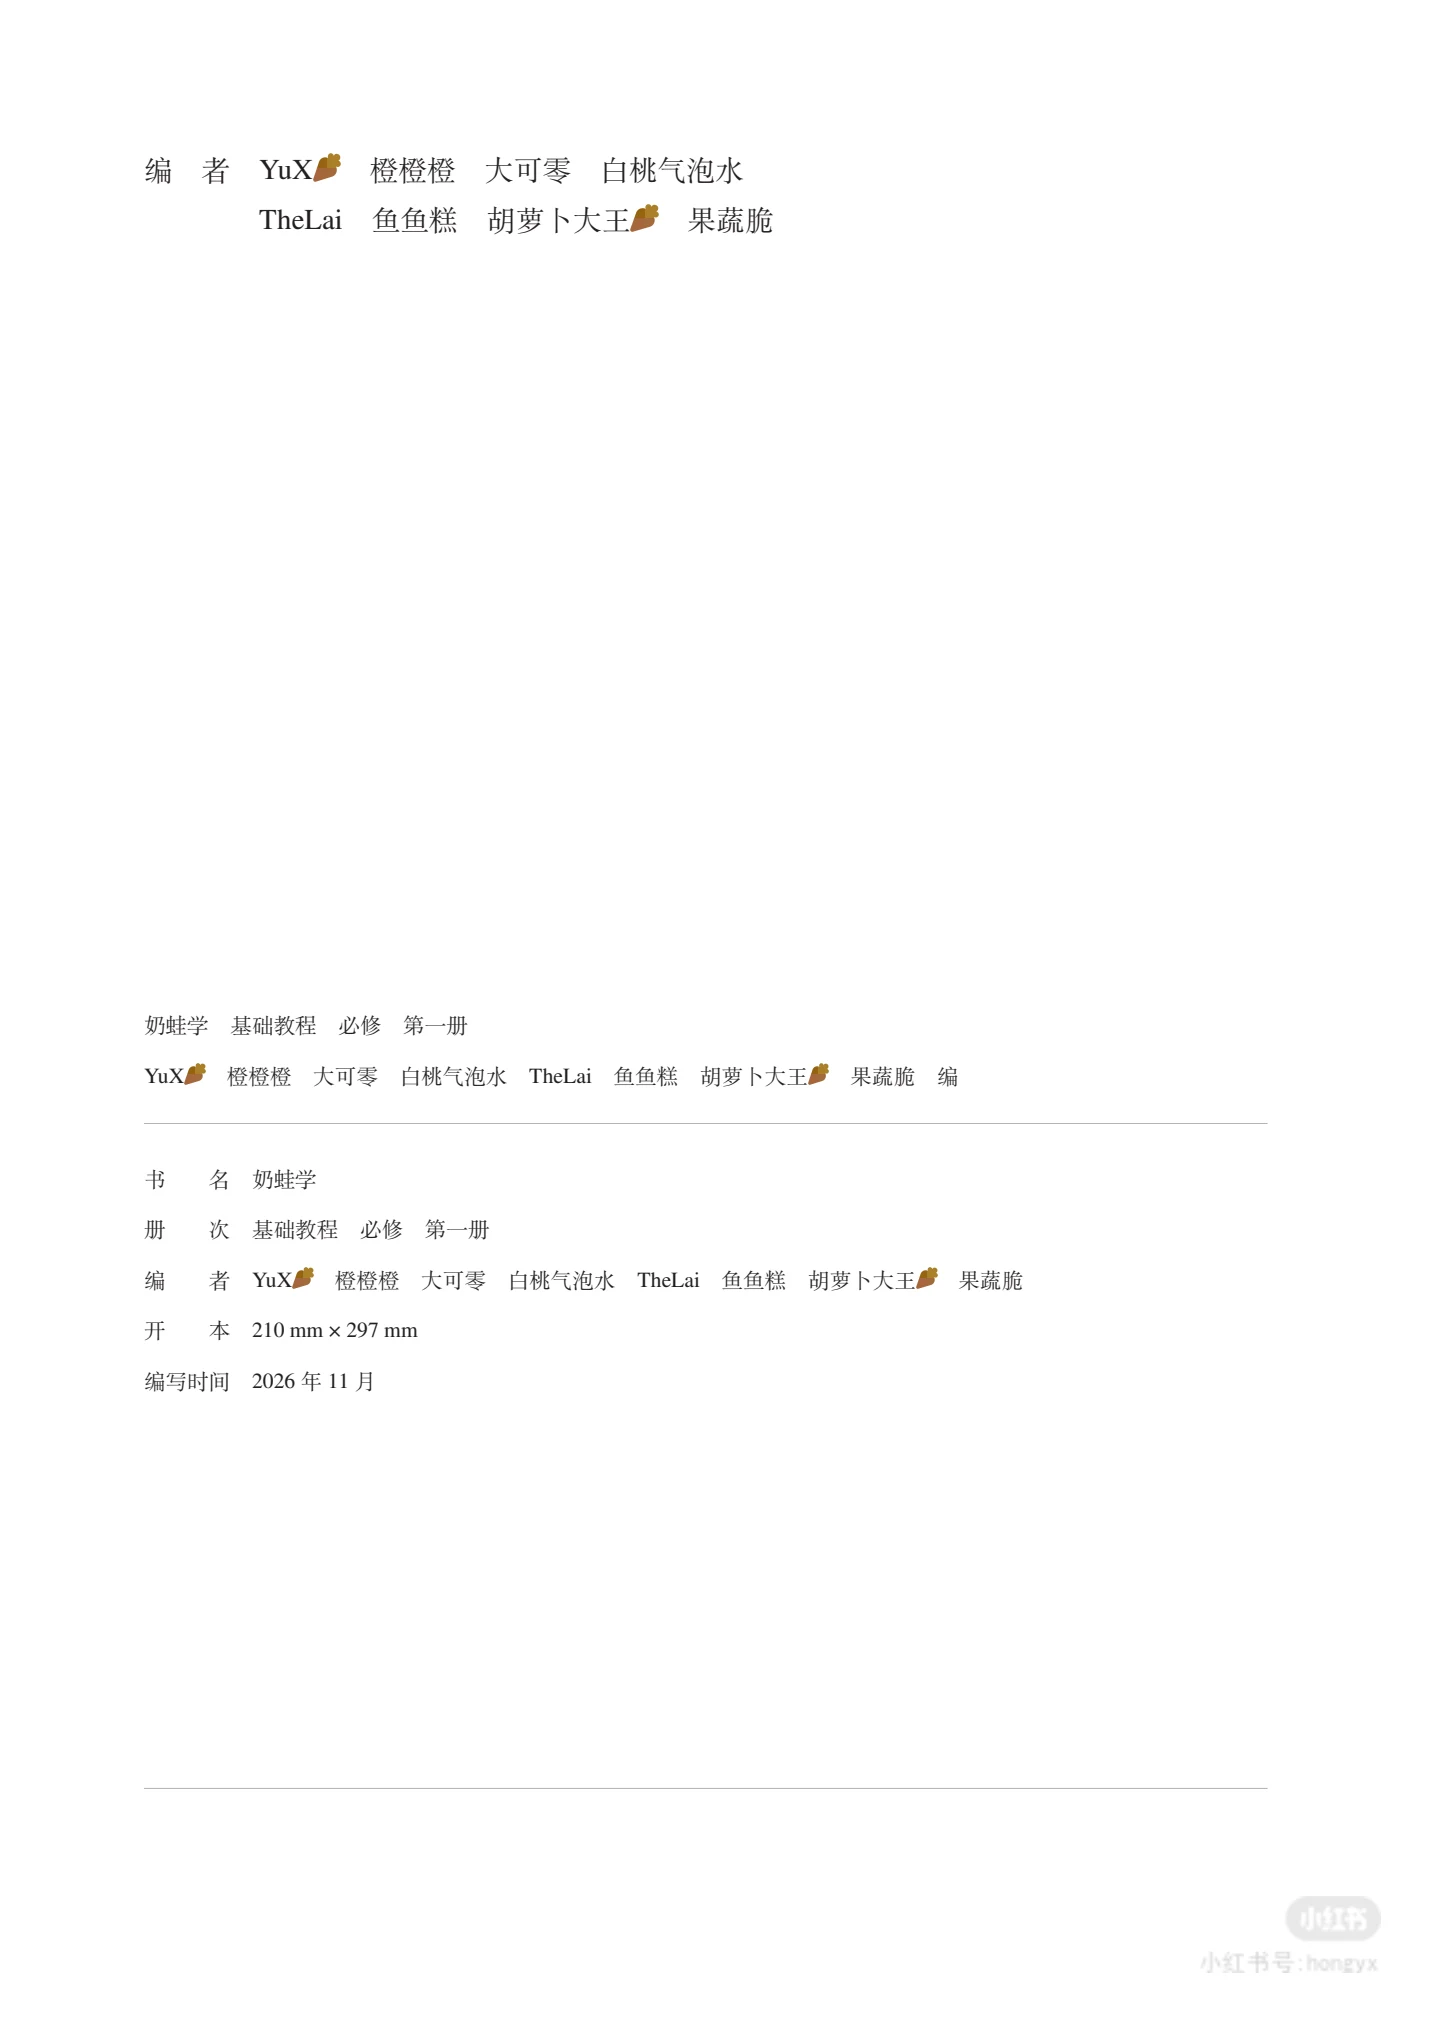 编　者　YuX🥕　橙橙橙　大可零　白桃气泡水
TheLai　鱼鱼糕　胡萝卜大王🥕　果蔬脆
奶蛙学　基础教程　必修　第一册
YuX🥕　橙橙橙　大可零　白桃气泡水　TheLai　鱼鱼糕　胡萝卜大王🥕　果蔬脆　编
书　　名　奶蛙学
册　　次　基础教程　必修　第一册
编　　者　YuX🥕　橙橙橙　大可零　白桃气泡水　TheLai　鱼鱼糕　胡萝卜大王🥕　果蔬脆
开　　本　210 mm × 297 mm
编写时间　2026 年 11 月
小红书
小红书号:hongyx